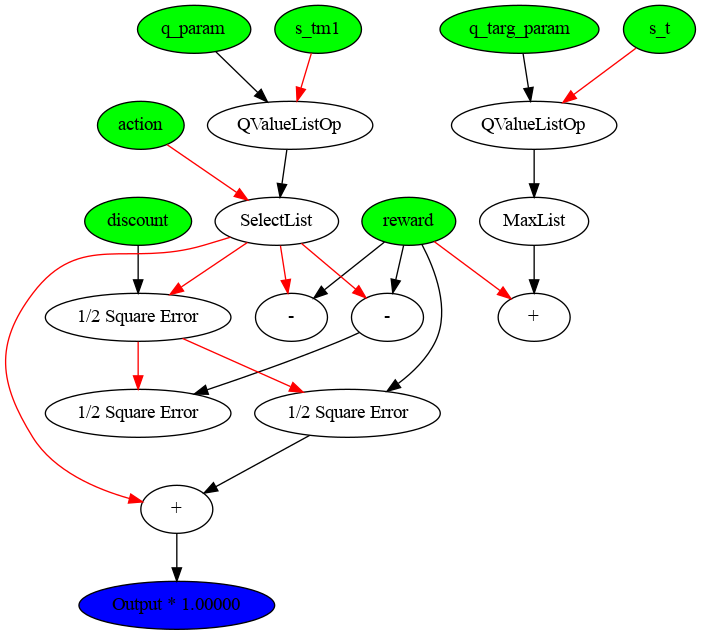 q_param
s_tm1
q_targ_param
s_t
action
QValueListOp
QValueListOp
discount
SelectList
reward
MaxList
1/2 Square Error
-
-
+
1/2 Square Error
1/2 Square Error
+
Output * 1.00000